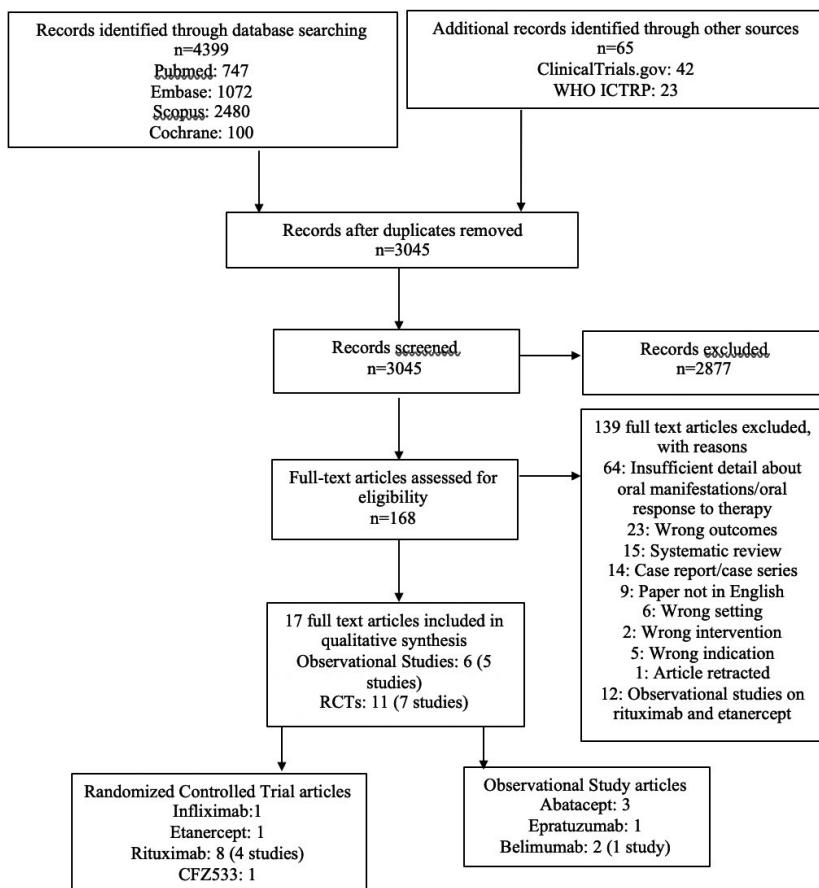 Records identified through database searching
n=4399
Pubmed: 747
Embase: 1072
Scopus: 2480
Cochrane: 100
Additional records identified through other sources
n=65
ClinicalTrials.gov: 42
WHO ICTRP: 23
Records after duplicates removed
n=3045
Records screened
n=3045
Records excluded
n=2877
Full-text articles assessed for
eligibility
n=168
139 full text articles excluded,
with reasons
64: Insufficient detail about
oral manifestations/oral
response to therapy
23: Wrong outcomes
15: Systematic review
14: Case report/case series
9: Paper not in English
6: Wrong setting
2: Wrong intervention
5: Wrong indication
1: Article retracted
12: Observational studies on
rituximab and etanercept
17 full text articles included in
qualitative synthesis
Observational Studies: 6 (5
studies)
RCTs: 11 (7 studies)
Randomized Controlled Trial articles
Infliximab:1
Etanercept: 1
Rituximab: 8 (4 studies)
CFZ533: 1
Observational Study articles
Abatacept: 3
Epratuzumab: 1
Belimumab: 2 (1 study)